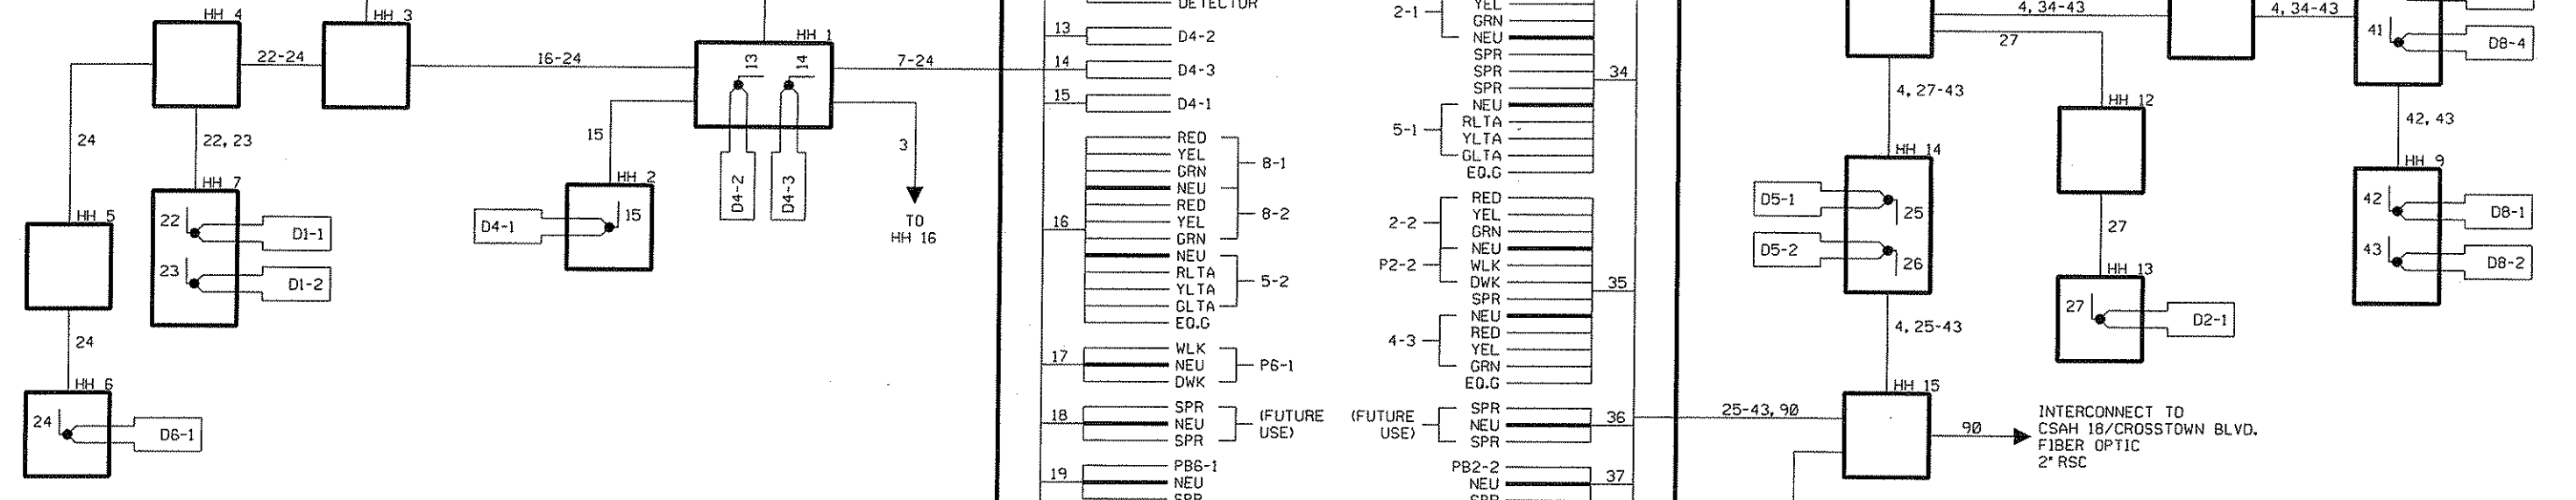 HH 4
HH 3
22-24
16-24
24
22, 23
HH 7
22
D1-1
23
D1-2
HH 5
24
HH 6
24
D6-1
HH 1
13
14
D4-2
D4-3
7-24
15
3
TO
HH 16
HH 2
15
D4-1
DETECTOR
13
D4-2
14
D4-3
15
D4-1
16
RED
YEL
GRN
NEU
8-1
RED
YEL
GRN
8-2
NEU
RLTA
YLTA
GLTA
5-2
EQ.G
17
WLK
NEU
DWK
P6-1
18
SPR
NEU
SPR
(FUTURE
USE)
19
PB6-1
NEU
SPR
2-1
YEL
GRN
NEU
SPR
SPR
SPR
34
NEU
5-1
RLTA
YLTA
GLTA
EQ.G
RED
2-2
YEL
GRN
NEU
P2-2
WLK
DWK
SPR
35
NEU
4-3
RED
YEL
GRN
EQ.G
(FUTURE
USE)
SPR
NEU
SPR
36
PB2-2
NEU
SPR
37
4, 34-43
4, 34-43
27
4, 27-43
HH 14
D5-1
25
D5-2
26
4, 25-43
HH 15
25-43, 90
90
INTERCONNECT TO
CSAH 18/CROSSTOWN BLVD.
FIBER OPTIC
2" RSC
HH 12
27
HH 13
27
D2-1
41
D8-4
42, 43
HH 9
42
D8-1
43
D8-2